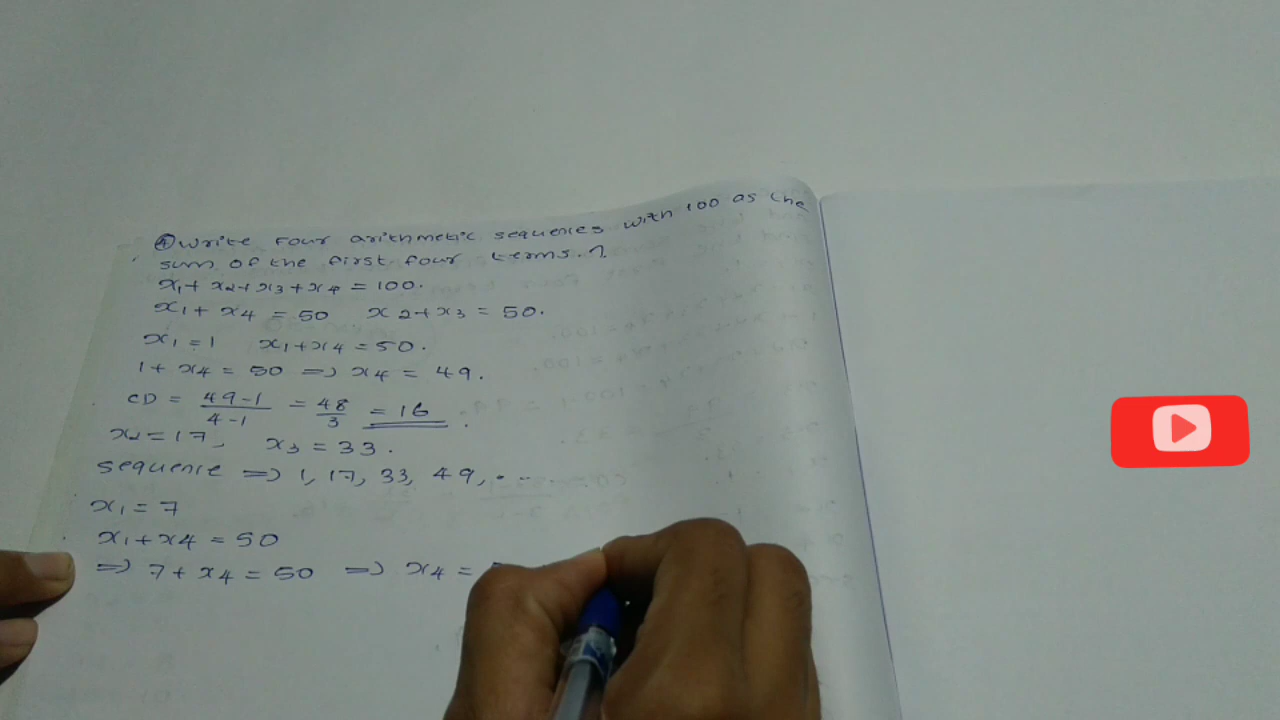 ④ Write Four arithmetic sequences with 100 as the
sum of the first four terms. ?
x₁ + x₂ + x₃ + x₄ = 100.
x₁ + x₄ = 50 x₂ + x₃ = 50.
x₁ = 1 x₁ + x₄ = 50.
1 + x₄ = 50 ⇒ x₄ = 49.
CD = 49-1/4-1 = 48/3 = 16.
x₂ = 17, x₃ = 33.
sequence ⇒ 1, 17, 33, 49, ....
x₁ = 7
x₁ + x₄ = 50
⇒ 7 + x₄ = 50 ⇒ x₄ =